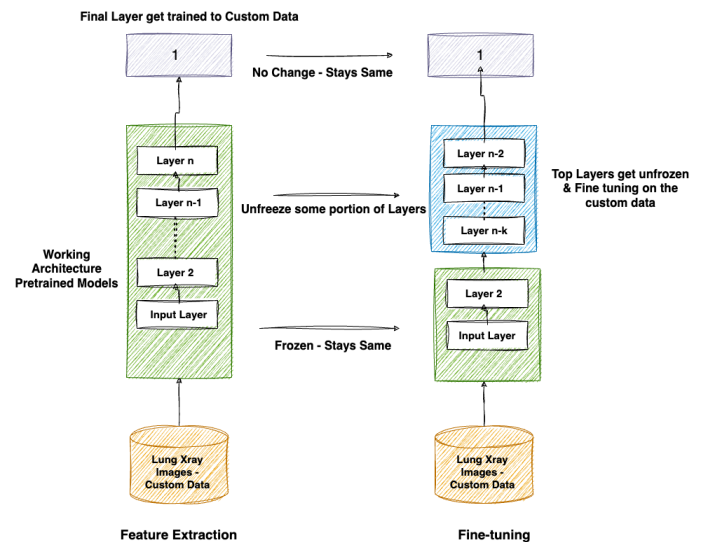 Final Layer get trained to Custom Data
1
No Change - Stays Same
1
Layer n
Layer n-1
Layer 2
Input Layer
Working
Architecture
Pretrained Models
Unfreeze some portion of Layers
Frozen - Stays Same
Layer n-2
Layer n-1
Layer n-k
Top Layers get unfrozen
& Fine tuning on the
custom data
Layer 2
Input Layer
Lung Xray
Images -
Custom Data
Lung Xray
Images -
Custom Data
Feature Extraction
Fine-tuning